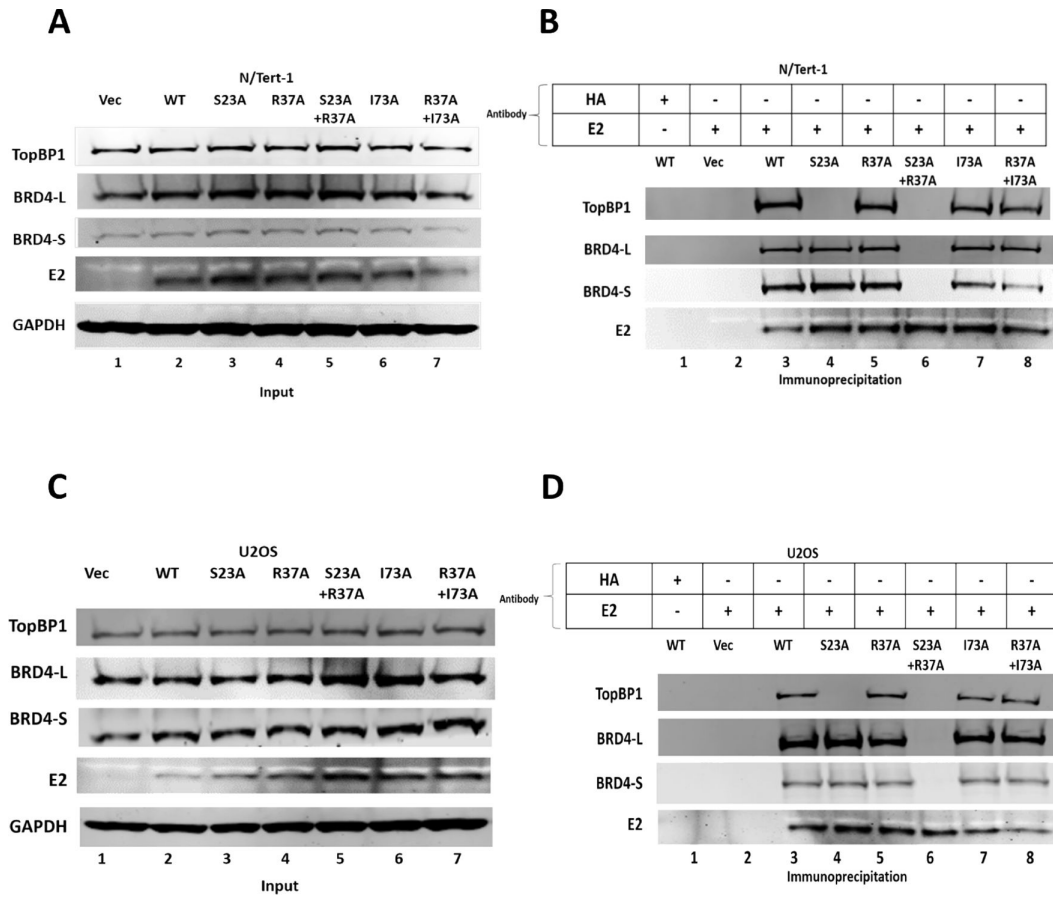 A
N/Tert-1
Vec WT S23A R37A S23A +R37A I73A R37A +I73A
TopBP1
BRD4-L
BRD4-S
E2
GAPDH
1 2 3 4 5 6 7
Input
B
N/Tert-1
Antibody
HA + - - - - - - -
E2 - + + + + + + +
WT Vec WT S23A R37A S23A +R37A I73A R37A +I73A
TopBP1
BRD4-L
BRD4-S
E2
1 2 3 4 5 6 7 8
Immunoprecipitation
C
U2OS
Vec WT S23A R37A S23A +R37A I73A R37A +I73A
TopBP1
BRD4-L
BRD4-S
E2
GAPDH
1 2 3 4 5 6 7
Input
D
U2OS
Antibody
HA + - - - - - - -
E2 - + + + + + + +
WT Vec WT S23A R37A S23A +R37A I73A R37A +I73A
TopBP1
BRD4-L
BRD4-S
E2
1 2 3 4 5 6 7 8
Immunoprecipitation